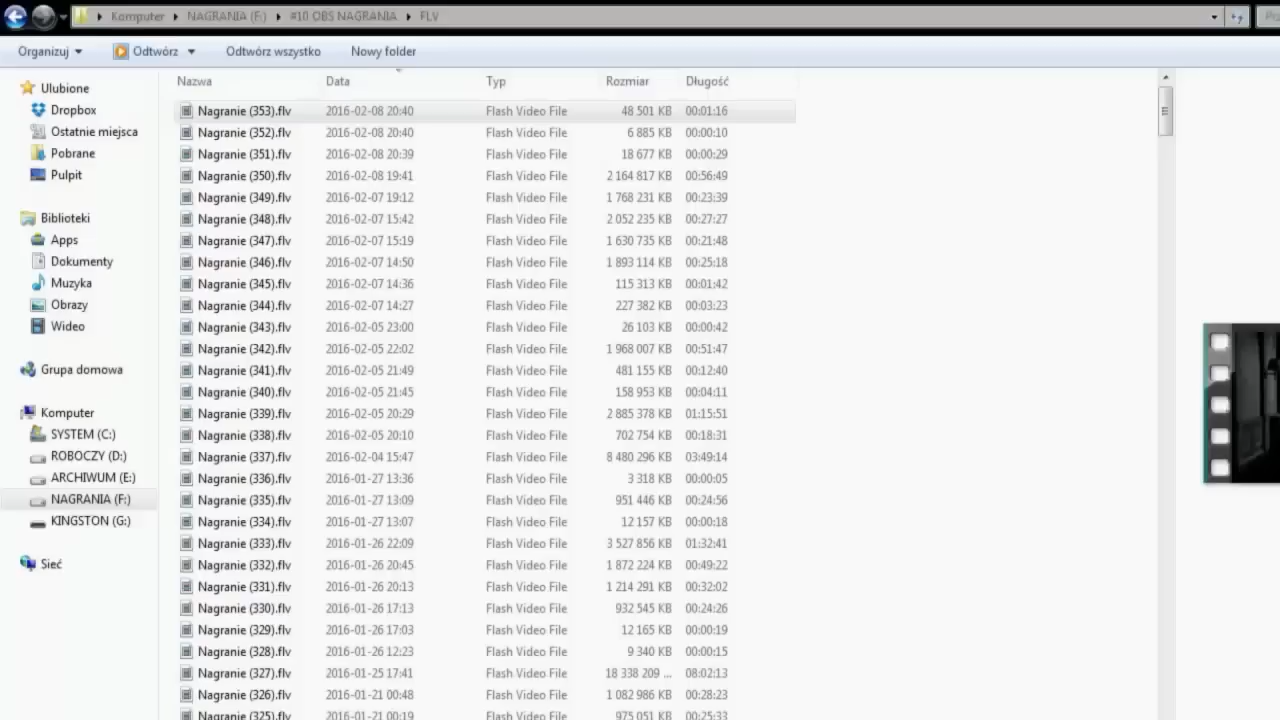 Komputer ▸ NAGRANIA (F:) ▸ #10 OBS NAGRANIA ▸ FLV
Organizuj Odtwórz Odtwórz wszystko Nowy folder
Nazwa Data Typ Rozmiar Długość
Ulubione
Dropbox
Ostatnie miejsca
Pobrane
Pulpit
Biblioteki
Apps
Dokumenty
Muzyka
Obrazy
Wideo
Grupa domowa
Komputer
SYSTEM (C:)
ROBOCZY (D:)
ARCHIWUM (E:)
NAGRANIA (F:)
KINGSTON (G:)
Sieć
Nagranie (353).flv 2016-02-08 20:40 Flash Video File 48 501 KB 00:01:16
Nagranie (352).flv 2016-02-08 20:40 Flash Video File 6 885 KB 00:00:10
Nagranie (351).flv 2016-02-08 20:39 Flash Video File 18 677 KB 00:00:29
Nagranie (350).flv 2016-02-08 19:41 Flash Video File 2 164 817 KB 00:56:49
Nagranie (349).flv 2016-02-07 19:12 Flash Video File 1 768 231 KB 00:23:39
Nagranie (348).flv 2016-02-07 15:42 Flash Video File 2 052 235 KB 00:27:27
Nagranie (347).flv 2016-02-07 15:19 Flash Video File 1 630 735 KB 00:21:48
Nagranie (346).flv 2016-02-07 14:50 Flash Video File 1 893 114 KB 00:25:18
Nagranie (345).flv 2016-02-07 14:36 Flash Video File 115 313 KB 00:01:42
Nagranie (344).flv 2016-02-07 14:27 Flash Video File 227 382 KB 00:03:23
Nagranie (343).flv 2016-02-05 23:00 Flash Video File 26 103 KB 00:00:42
Nagranie (342).flv 2016-02-05 22:02 Flash Video File 1 968 007 KB 00:51:47
Nagranie (341).flv 2016-02-05 21:49 Flash Video File 481 155 KB 00:12:40
Nagranie (340).flv 2016-02-05 21:45 Flash Video File 158 953 KB 00:04:11
Nagranie (339).flv 2016-02-05 20:29 Flash Video File 2 885 378 KB 01:15:51
Nagranie (338).flv 2016-02-05 20:10 Flash Video File 702 754 KB 00:18:31
Nagranie (337).flv 2016-02-04 15:47 Flash Video File 8 480 296 KB 03:49:14
Nagranie (336).flv 2016-01-27 13:36 Flash Video File 3 318 KB 00:00:05
Nagranie (335).flv 2016-01-27 13:09 Flash Video File 951 446 KB 00:24:56
Nagranie (334).flv 2016-01-27 13:07 Flash Video File 12 157 KB 00:00:18
Nagranie (333).flv 2016-01-26 22:09 Flash Video File 3 527 856 KB 01:32:41
Nagranie (332).flv 2016-01-26 20:45 Flash Video File 1 872 224 KB 00:49:22
Nagranie (331).flv 2016-01-26 20:13 Flash Video File 1 214 291 KB 00:32:02
Nagranie (330).flv 2016-01-26 17:13 Flash Video File 932 545 KB 00:24:26
Nagranie (329).flv 2016-01-26 17:03 Flash Video File 12 165 KB 00:00:19
Nagranie (328).flv 2016-01-26 12:23 Flash Video File 9 340 KB 00:00:15
Nagranie (327).flv 2016-01-25 17:41 Flash Video File 18 338 209 ... 08:02:13
Nagranie (326).flv 2016-01-21 00:48 Flash Video File 1 082 986 KB 00:28:23
Nagranie (325).flv 2016-01-21 00:19 Flash Video File 975 051 KB 00:25:33